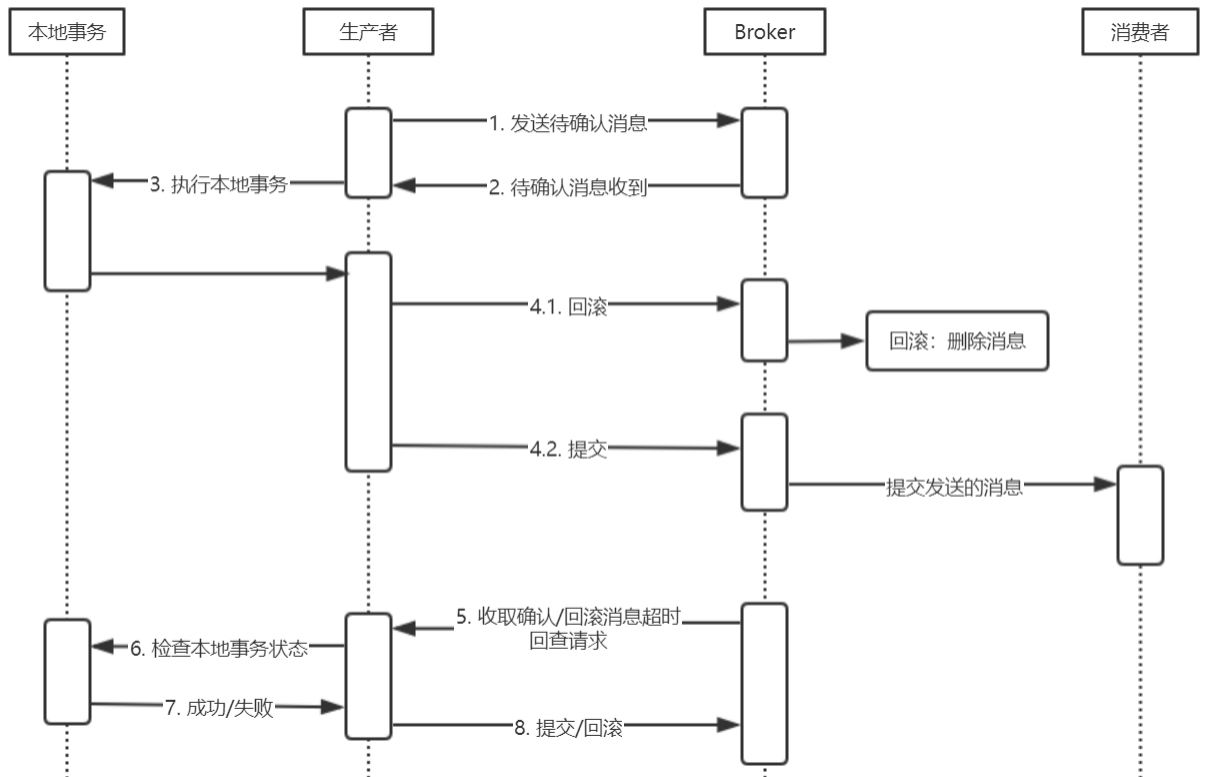 本地事务
生产者
Broker
消费者
1. 发送待确认消息
3. 执行本地事务
2. 待确认消息收到
4.1. 回滚
回滚：删除消息
4.2. 提交
提交发送的消息
5. 收取确认/回滚消息超时
回查请求
6. 检查本地事务状态
7. 成功/失败
8. 提交/回滚